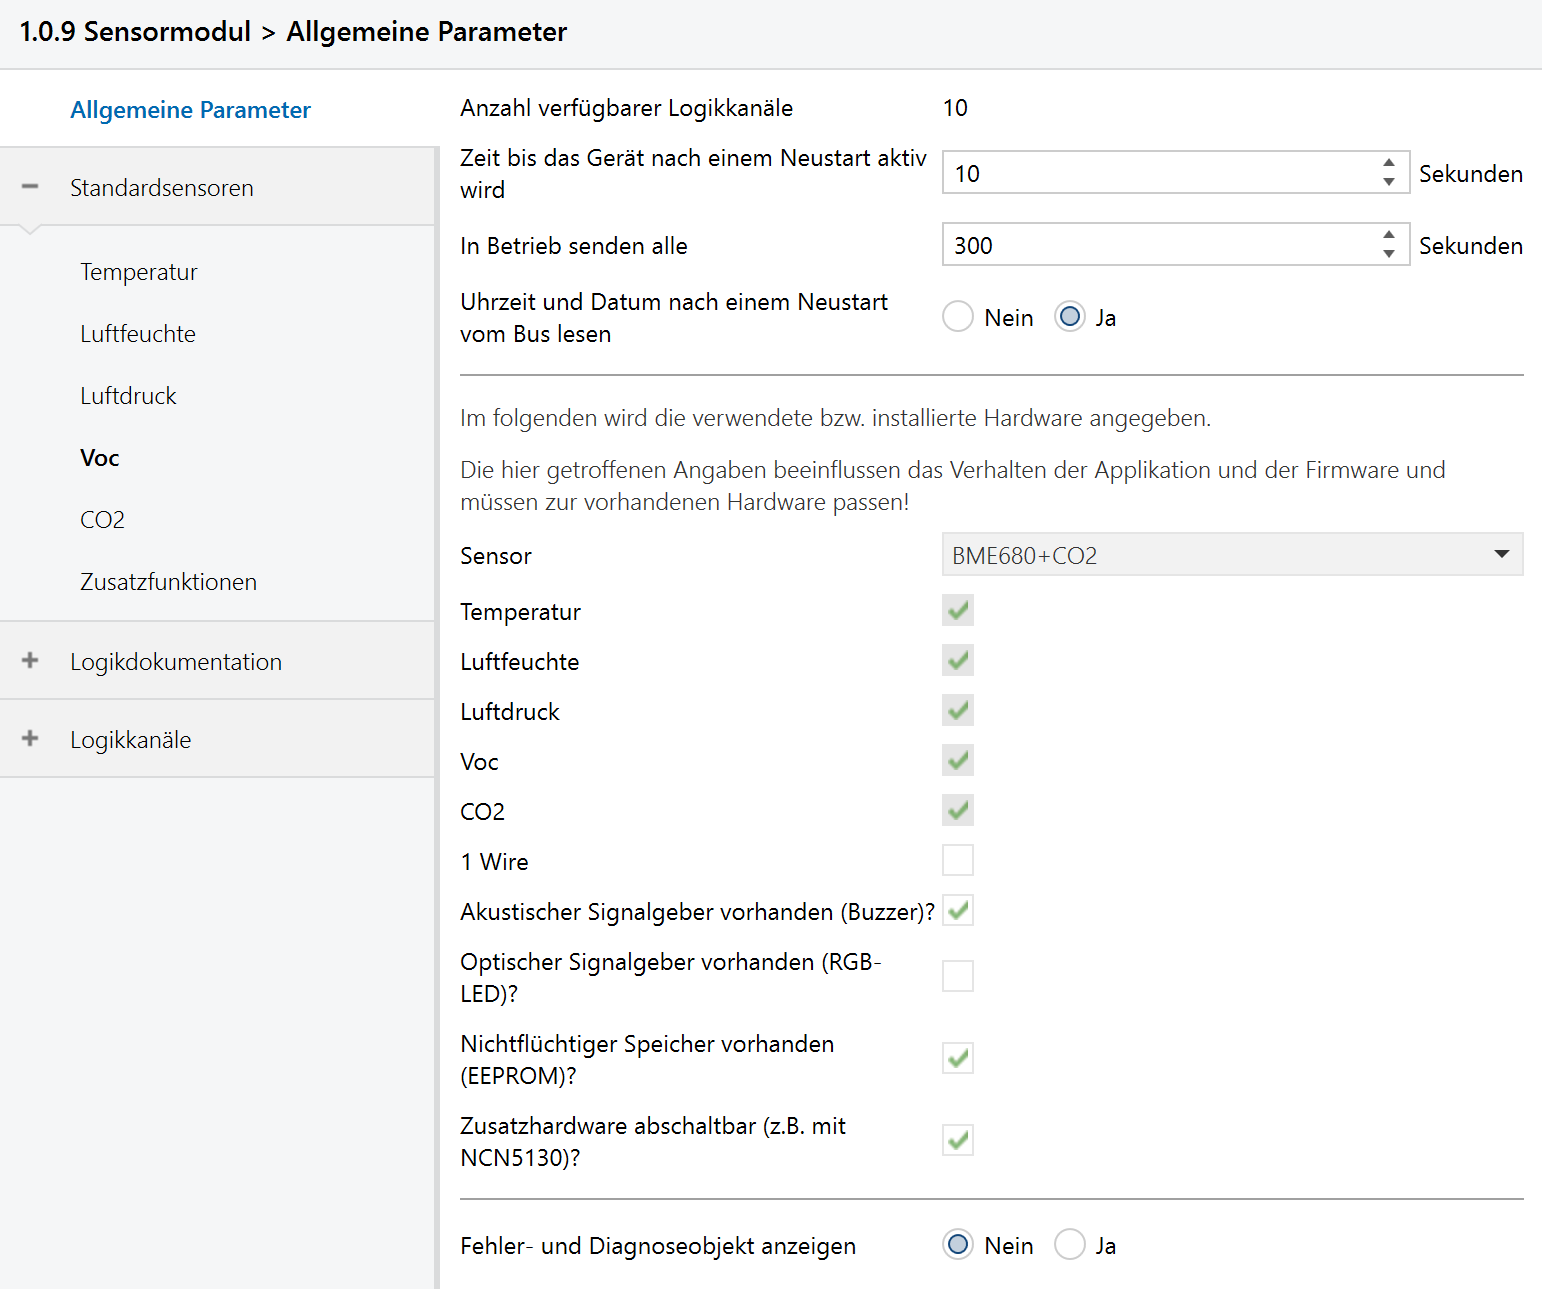 1.0.9 Sensormodul > Allgemeine Parameter
Allgemeine Parameter
Standardsensoren
Temperatur
Luftfeuchte
Luftdruck
Voc
CO2
Zusatzfunktionen
Logikdokumentation
Logikkanäle
Anzahl verfügbarer Logikkanäle 10
Zeit bis das Gerät nach einem Neustart aktiv
wird 10 Sekunden
In Betrieb senden alle 300 Sekunden
Uhrzeit und Datum nach einem Neustart
vom Bus lesen Nein Ja
Im folgenden wird die verwendete bzw. installierte Hardware angegeben.
Die hier getroffenen Angaben beeinflussen das Verhalten der Applikation und der Firmware und
müssen zur vorhandenen Hardware passen!
Sensor BME680+CO2
Temperatur
Luftfeuchte
Luftdruck
Voc
CO2
1 Wire
Akustischer Signalgeber vorhanden (Buzzer)?
Optischer Signalgeber vorhanden (RGB-
LED)?
Nichtflüchtiger Speicher vorhanden
(EEPROM)?
Zusatzhardware abschaltbar (z.B. mit
NCN5130)?
Fehler- und Diagnoseobjekt anzeigen Nein Ja